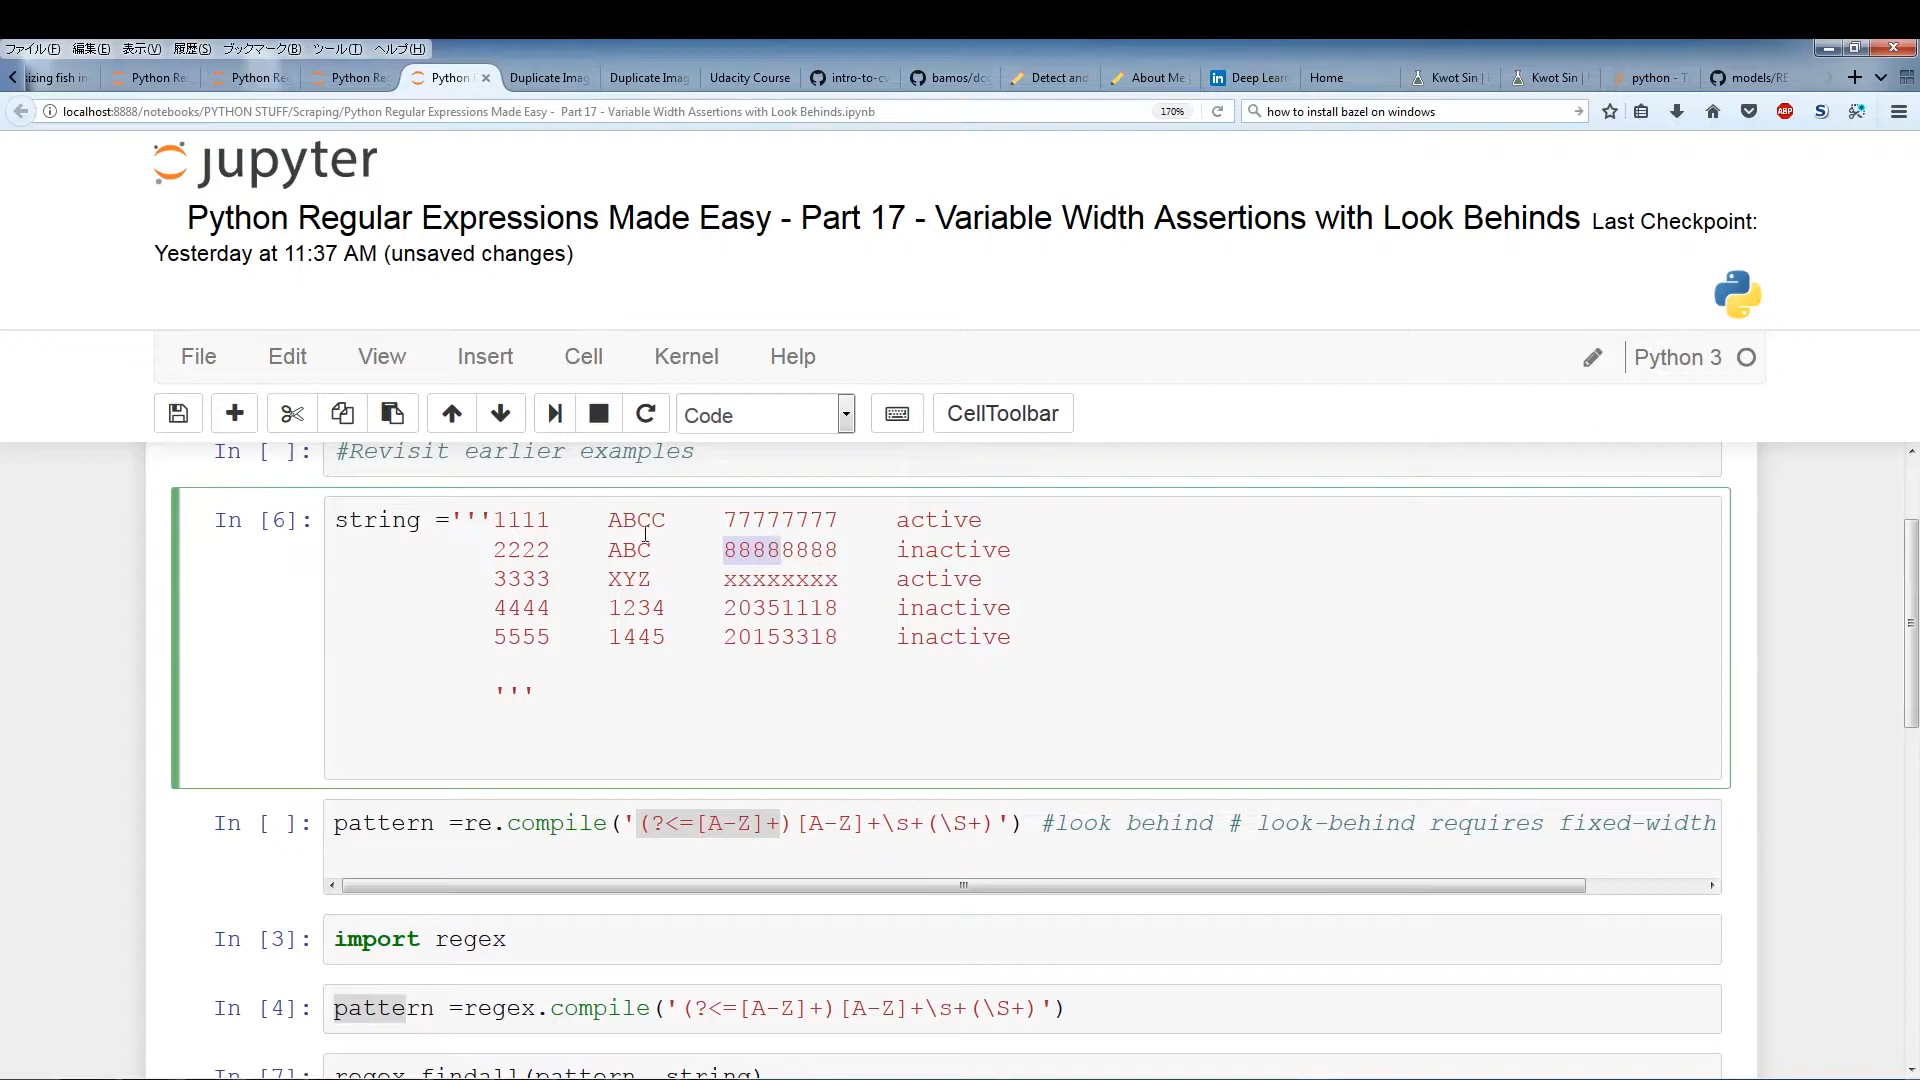 ファイル(F) 編集(E) 表示(V) 履歴(S) ブックマーク(B) ツール(T) ヘルプ(H)
izing fish in Python Re Python Re Python Re Python Duplicate Imag Duplicate Imag Udacity Course intro-to-cv bamos/dcg Detect and About Me Deep Learn Home Kwot Sin | Kwot Sin | python - T models/RE
localhost:8888/notebooks/PYTHON STUFF/Scraping/Python Regular Expressions Made Easy - Part 17 - Variable Width Assertions with Look Behinds.ipynb 170% how to install bazel on windows ABP S
jupyter
Python Regular Expressions Made Easy - Part 17 - Variable Width Assertions with Look Behinds Last Checkpoint:
Yesterday at 11:37 AM (unsaved changes)
File Edit View Insert Cell Kernel Help Python 3
Code CellToolbar
In [ ]: #Revisit earlier examples
In [6]: string ='''1111 ABCC 77777777 active
2222 ABC 88888888 inactive
3333 XYZ xxxxxxxx active
4444 1234 20351118 inactive
5555 1445 20153318 inactive
'''
In [ ]: pattern =re.compile('(?<=[A-Z]+)[A-Z]+\s+(\S+)') #look behind # look-behind requires fixed-width
In [3]: import regex
In [4]: pattern =regex.compile('(?<=[A-Z]+)[A-Z]+\s+(\S+)')
In [7]: regex.findall(pattern, string)